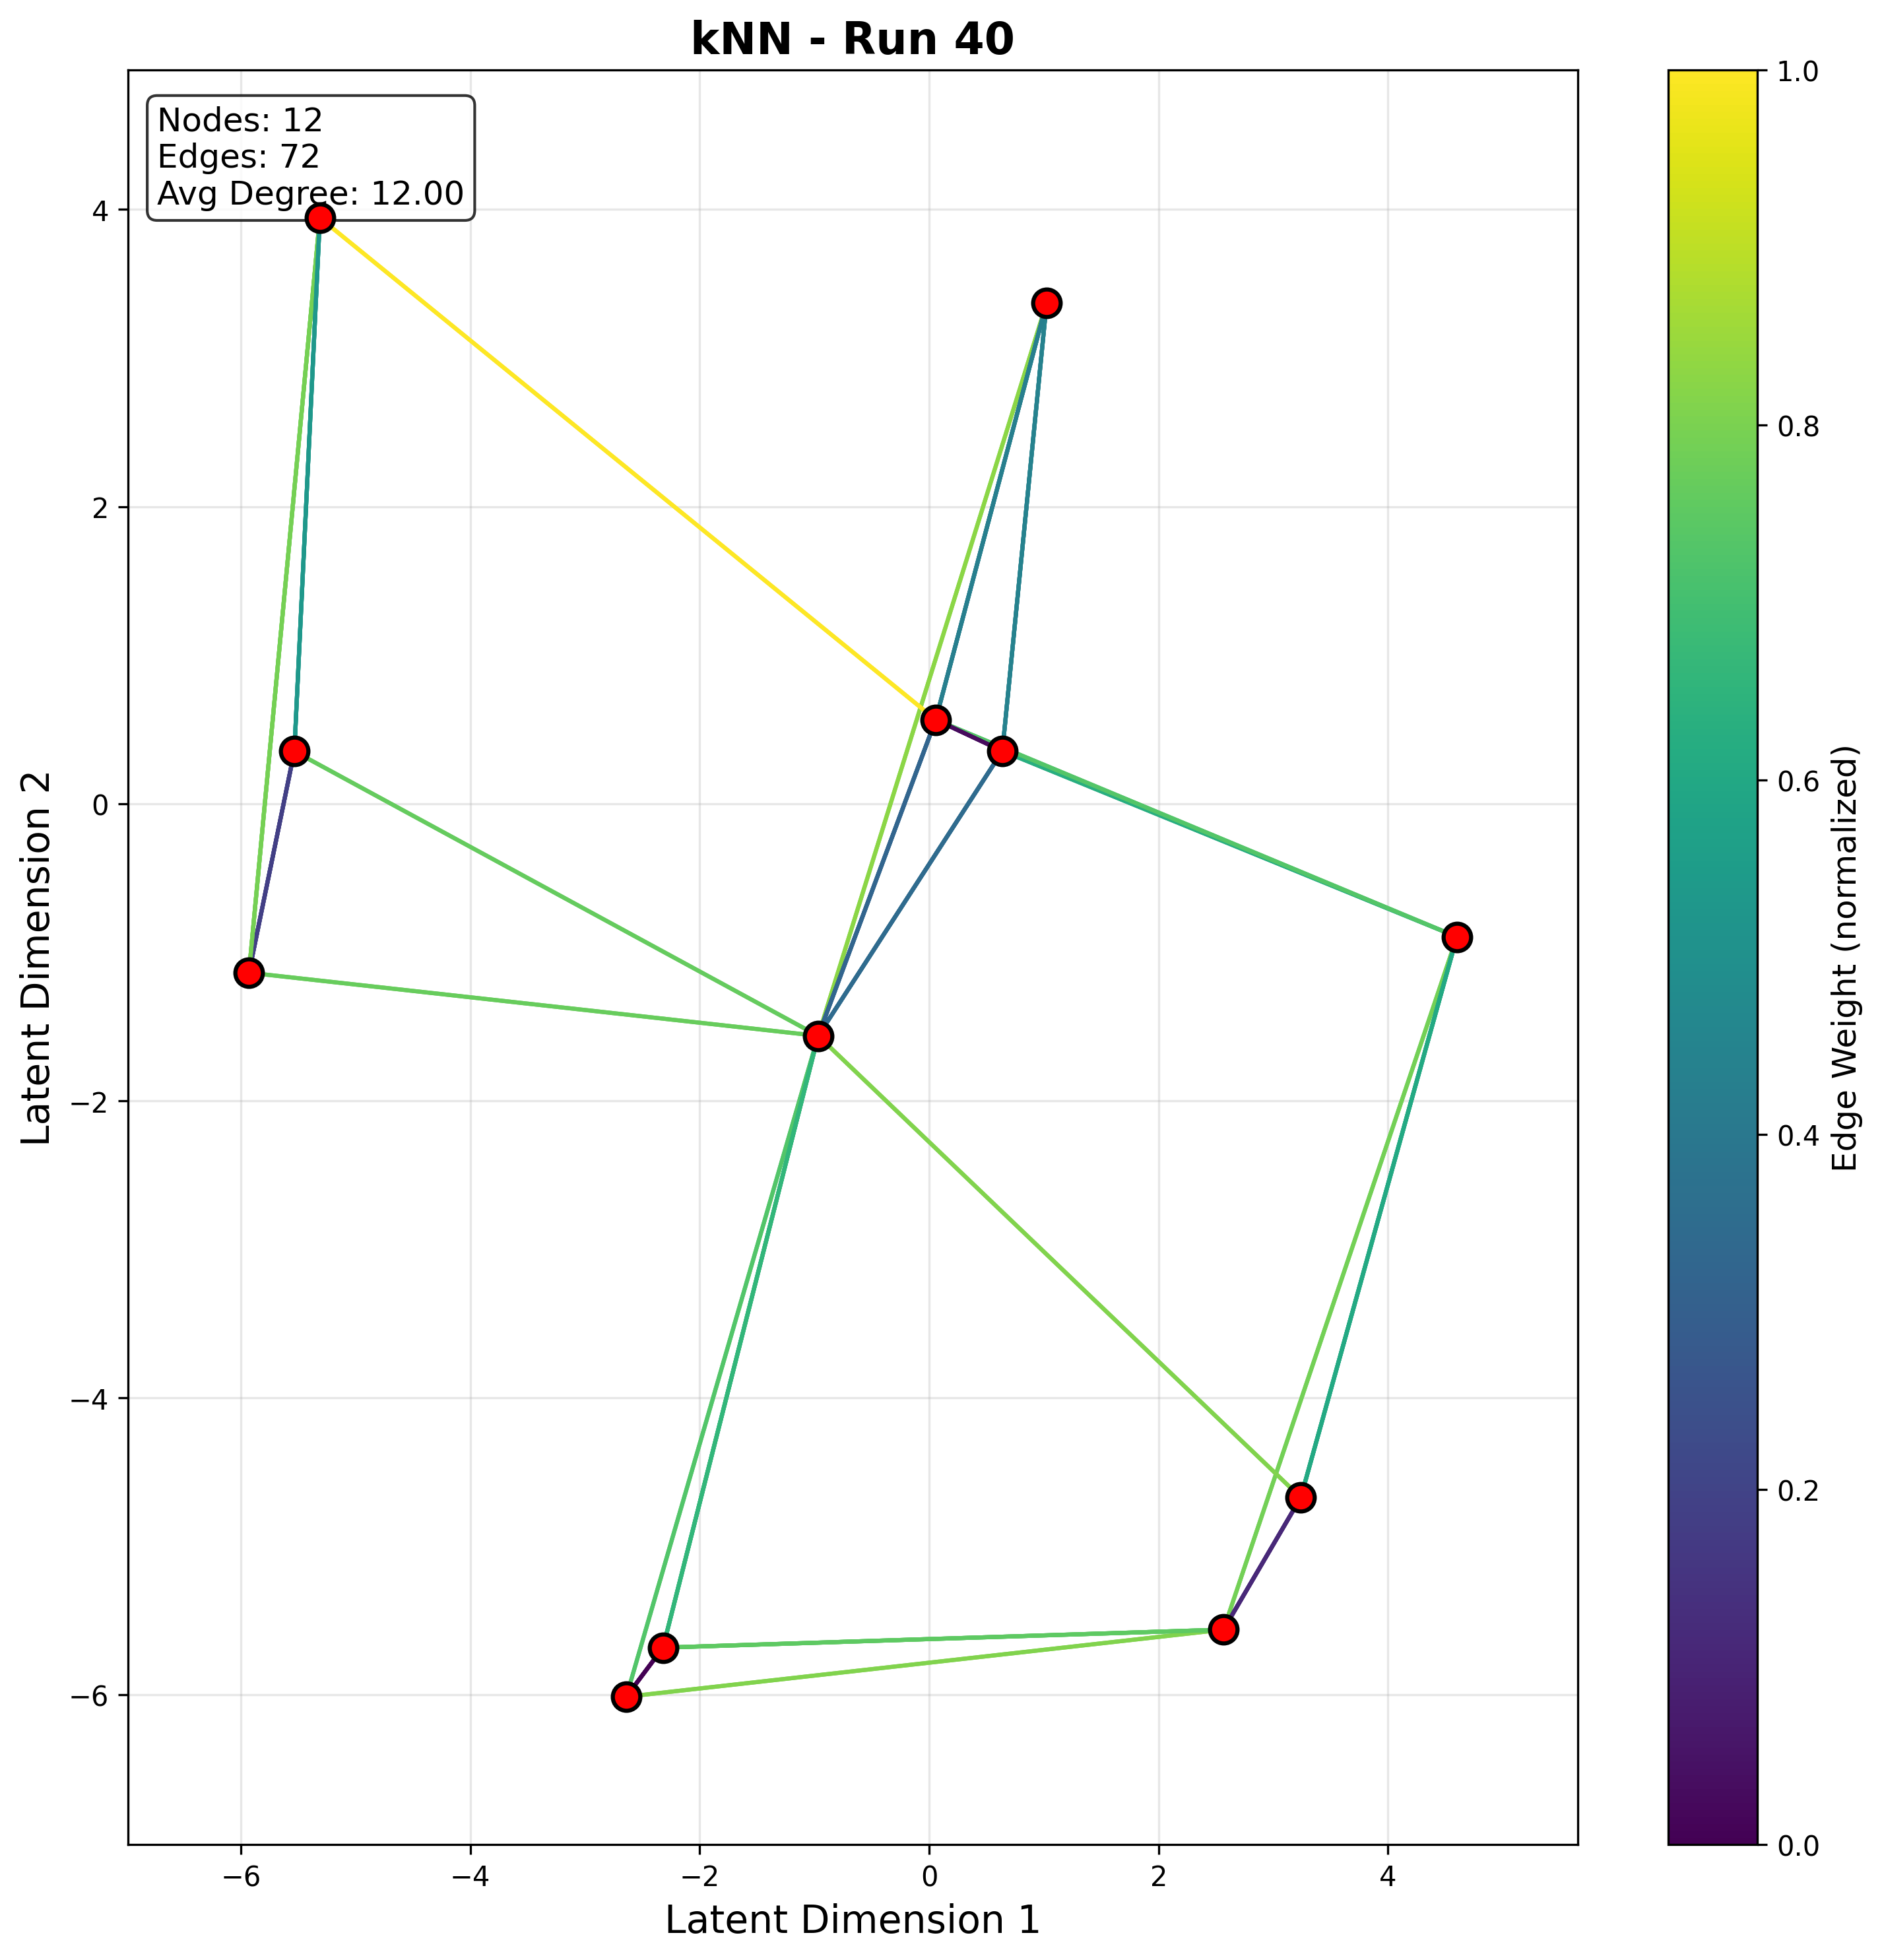 kNN - Run 40
Nodes: 12
Edges: 72
Avg Degree: 12.00
4
2
0
−2
−4
−6
−6
−4
−2
0
2
4
Latent Dimension 1
Latent Dimension 2
1.0
0.8
0.6
0.4
0.2
0.0
Edge Weight (normalized)